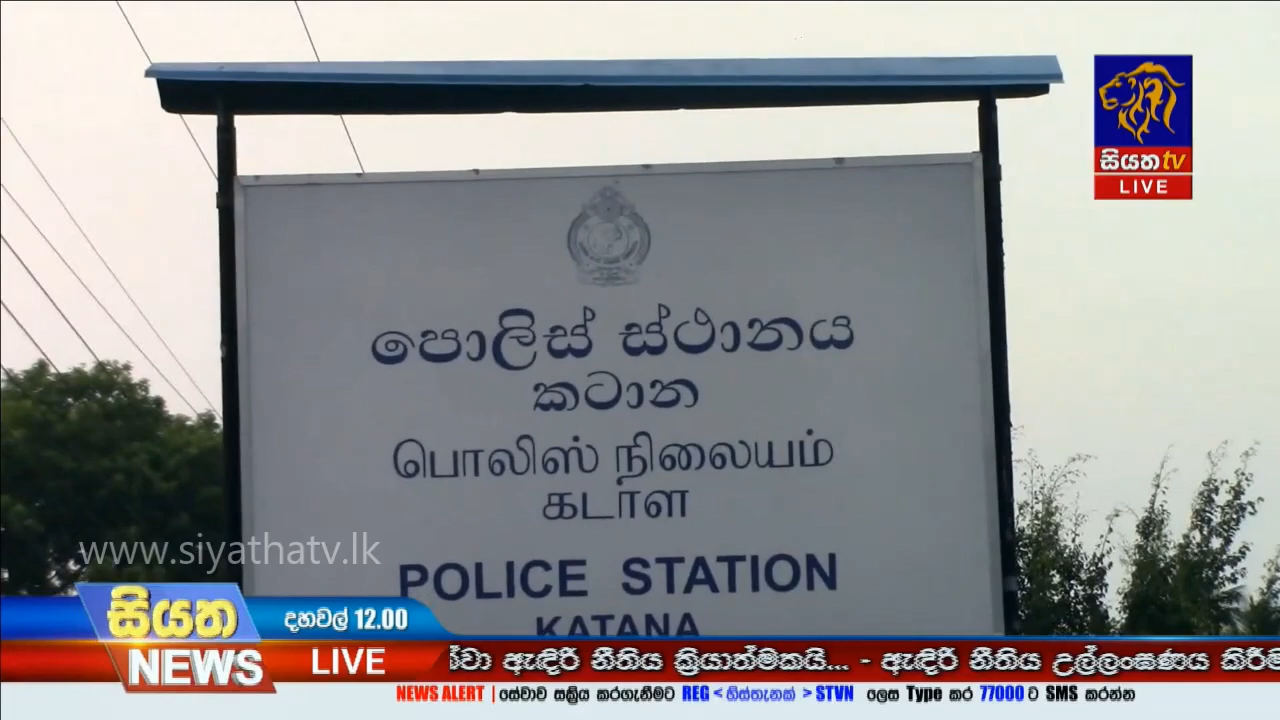 සියත tv
LIVE
පොලිස් ස්ථානය
කටාන
பொலிஸ் நிலையம்
கடாள
POLICE STATION
KATANA
www.siyathatv.lk
සියත
NEWS
දහවල් 12.00
LIVE
ඇඳිරි නීතිය ක්‍රියාත්මකයි... - ඇඳිරි නීතිය උල්ලංඝණය
NEWS ALERT | සේවාව සක්‍රීය කරගැනීමට REG < හිස්තැනක් > STVN ලෙස Type කර 77000 ට SMS කරන්න